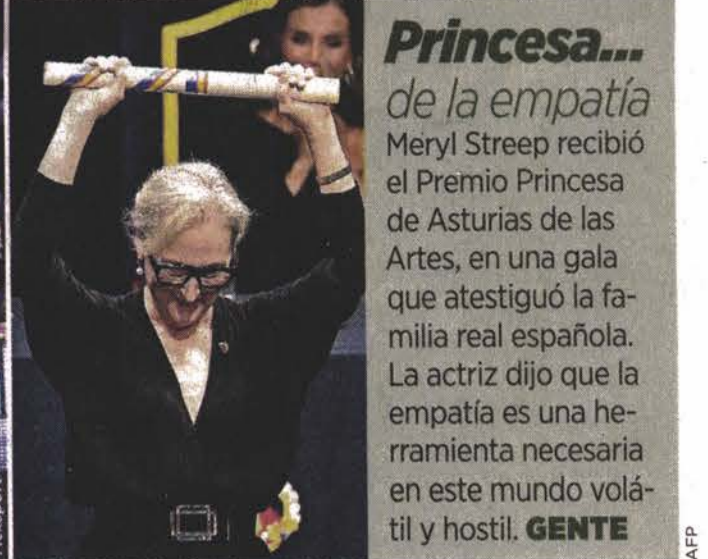 Princesa...
de la empatía
Meryl Streep recibió
el Premio Princesa
de Asturias de las
Artes, en una gala
que atestiguó la fa-
milia real española.
La actriz dijo que la
empatía es una he-
rramienta necesaria
en este mundo volá-
til y hostil. GENTE
AFP